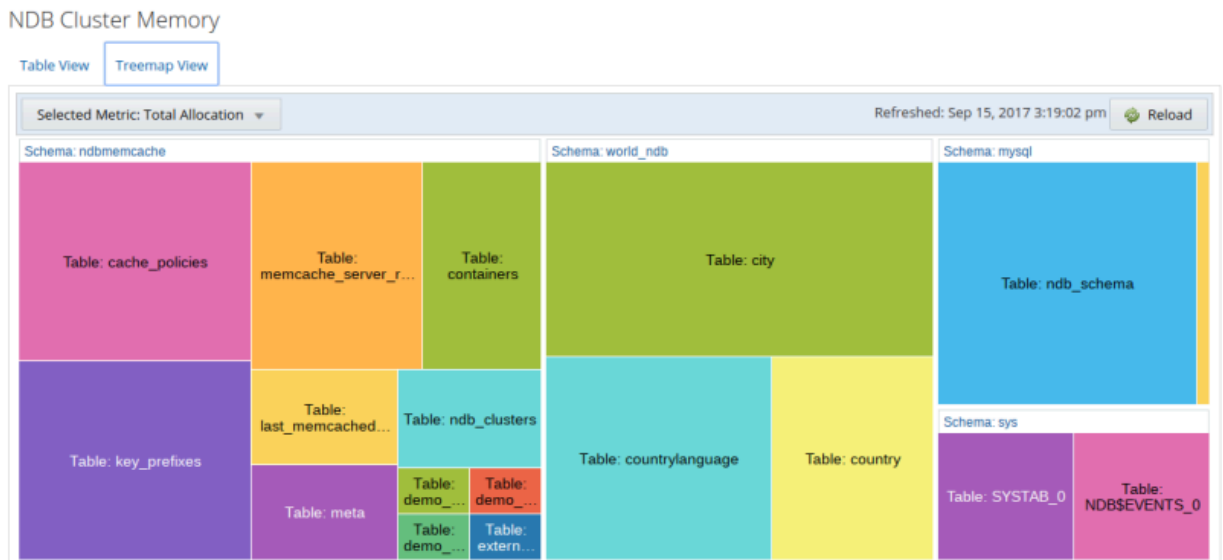 NDB Cluster Memory
Table View
Treemap View
Selected Metric: Total Allocation
Refreshed: Sep 15, 2017 3:19:02 pm
Reload
Schema: ndbmemcache
Table: cache_policies
Table:
memcache_server_r...
Table:
containers
Table: key_prefixes
Table:
last_memcached...
Table: ndb_clusters
Table: meta
Table:
demo_...
Table:
demo_...
Table:
demo_...
Table:
extern...
Schema: world_ndb
Table: city
Table: countrylanguage
Table: country
Schema: mysql
Table: ndb_schema
Schema: sys
Table: SYSTAB_0
Table:
NDB$EVENTS_0